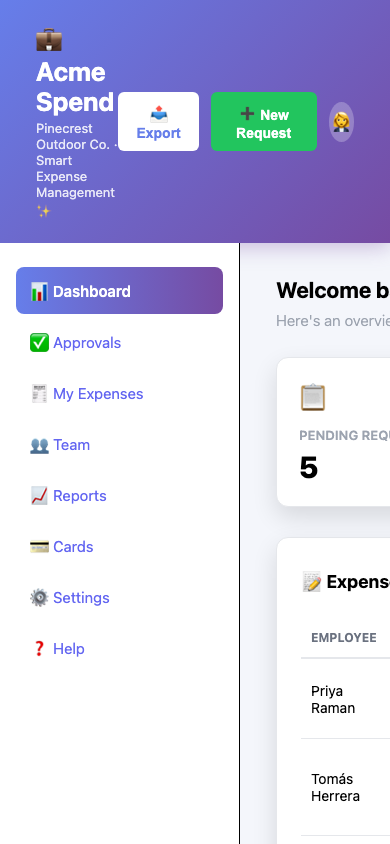 Acme
Spend
Pinecrest
Outdoor Co. ·
Smart
Expense
Management
✨
📤
Export
➕ New
Request
📊 Dashboard
✅ Approvals
🧾 My Expenses
👥 Team
📈 Reports
💳 Cards
⚙️ Settings
❓ Help
Welcome b
Here's an overvie
📋
PENDING REQU
5
📝 Expens
EMPLOYEE
Priya
Raman
Tomás
Herrera